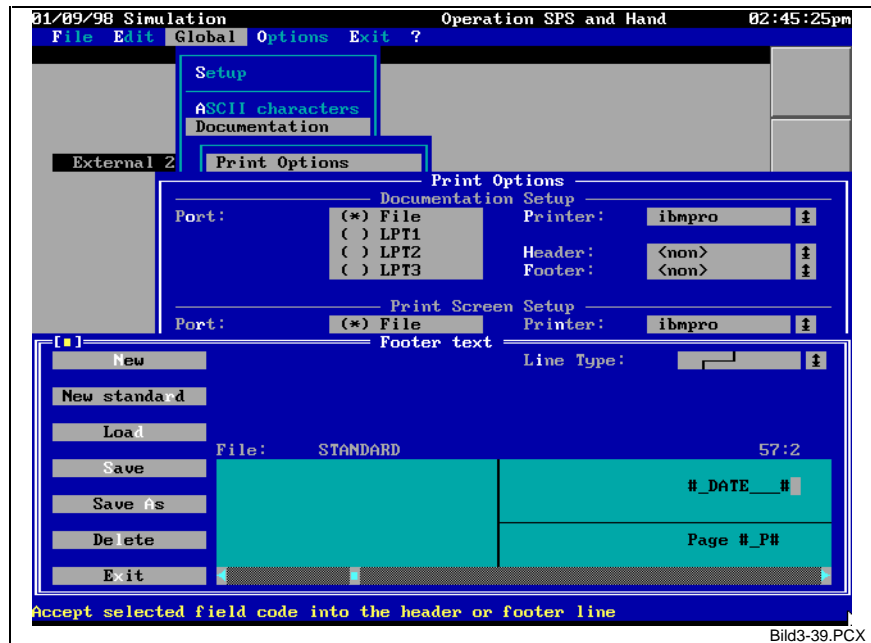 01/09/98 Simulation Operation SPS and Hand 02:45:25pm
File Edit Global Options Exit ?
Setup
ASCII characters
Documentation
External 2 Print Options
Print Options
Documentation Setup
Port: (*) File Printer: ibmpro
( ) LPT1
( ) LPT2 Header: <non>
( ) LPT3 Footer: <non>
Print Screen Setup
Port: (*) File Printer: ibmpro
Footer text
New Line Type:
New standard
Load
File: STANDARD 57:2
Save
#_DATE___#
Save As
Delete Page #_P#
Exit
Accept selected field code into the header or footer line
Bild3-39.PCX